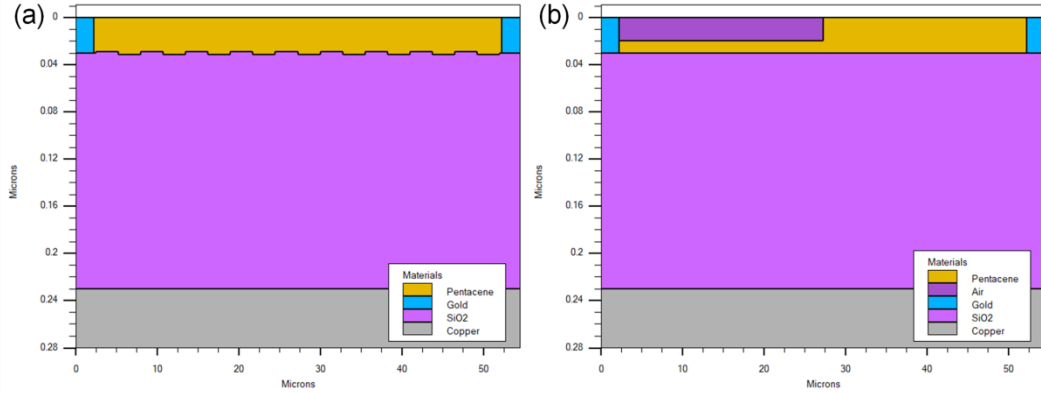 (a)
0
0.04
0.08
0.12
0.16
0.2
0.24
0.28
Microns
0
10
20
30
40
50
Microns
Materials
Pentacene
Gold
SiO2
Copper
(b)
0
0.04
0.08
0.12
0.16
0.2
0.24
0.28
Microns
0
10
20
30
40
50
Microns
Materials
Pentacene
Air
Gold
SiO2
Copper